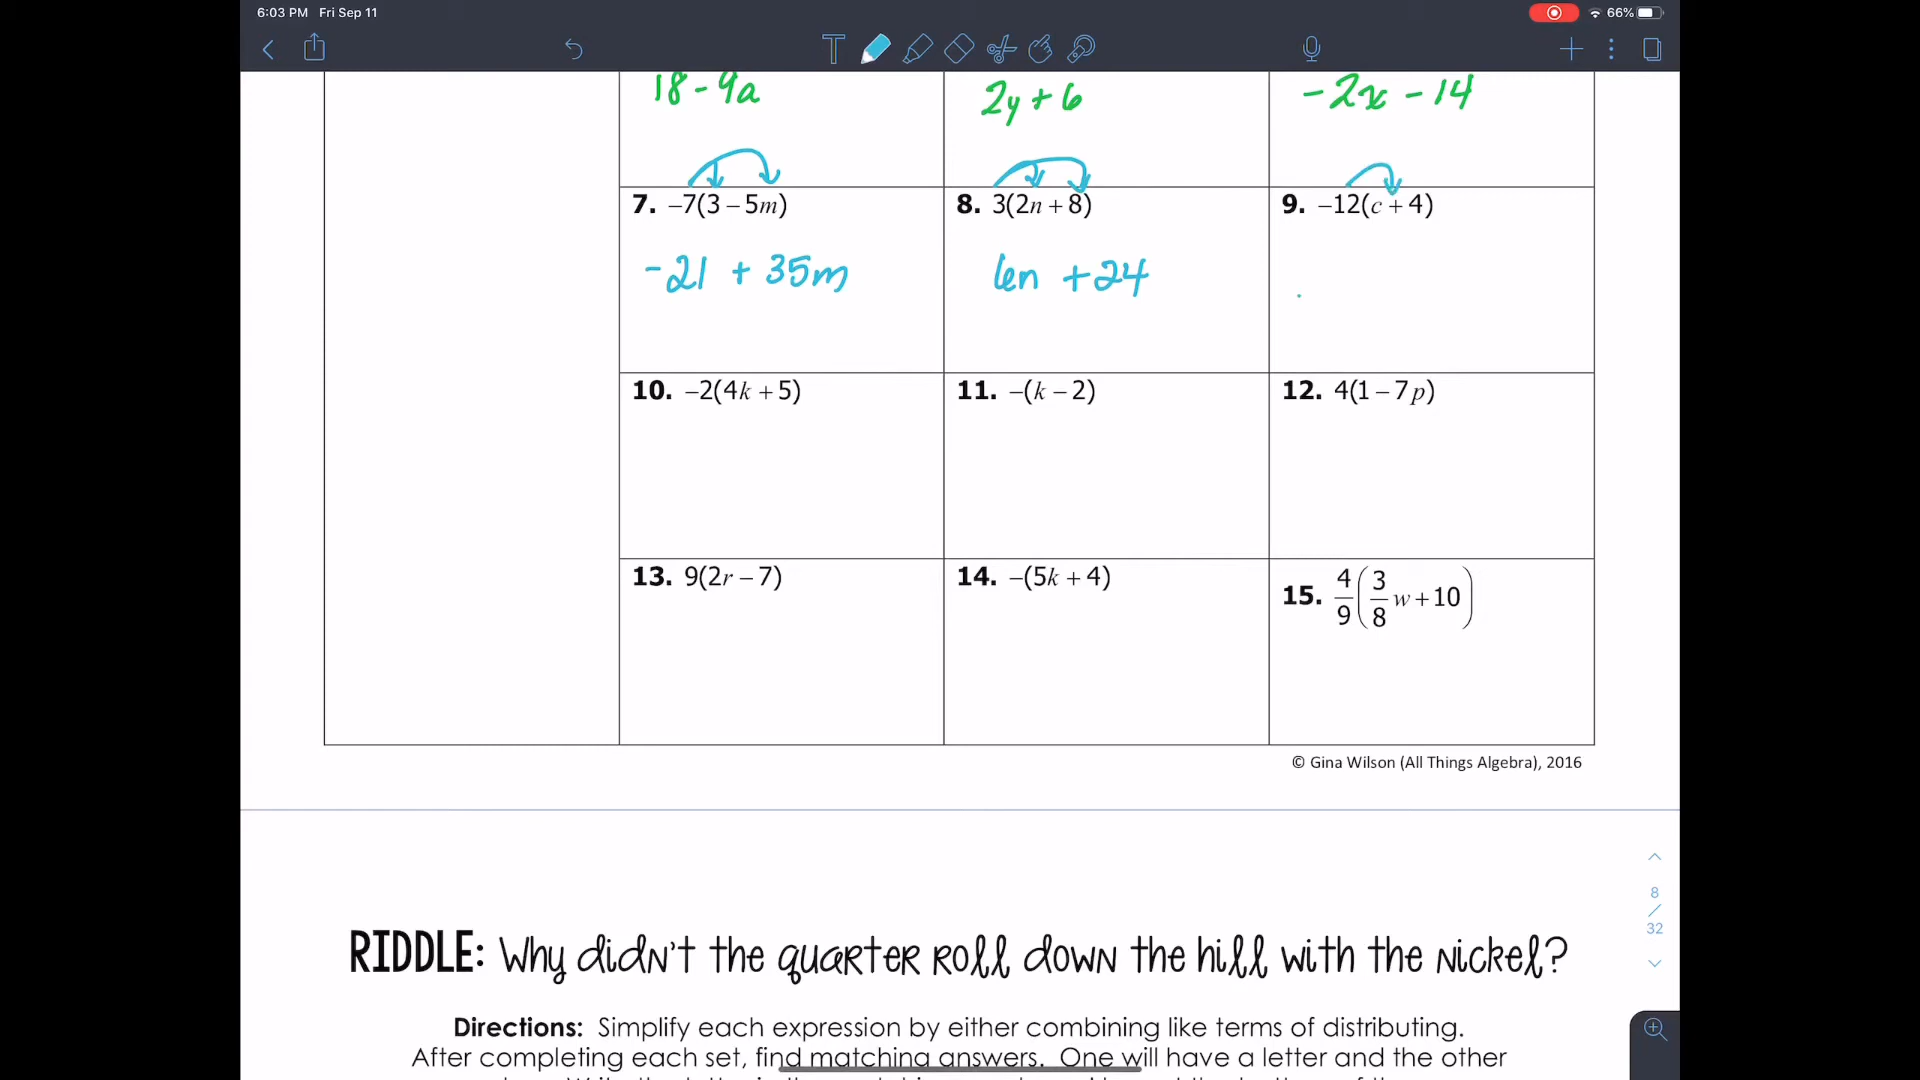 6:03 PM Fri Sep 11
66%
18 - 9a
2y + 6
-2x - 14
7. −7(3 − 5m)
8. 3(2n + 8)
9. −12(c + 4)
-21 + 35m
6n + 24
10. −2(4k + 5)
11. −(k − 2)
12. 4(1 − 7p)
13. 9(2r − 7)
14. −(5k + 4)
15. 4/9(3/8 w + 10)
© Gina Wilson (All Things Algebra), 2016
8
/
32
RIDDLE: Why didn't the quarter roll down the hill with the nickel?
Directions: Simplify each expression by either combining like terms of distributing.
After completing each set, find matching answers. One will have a letter and the other